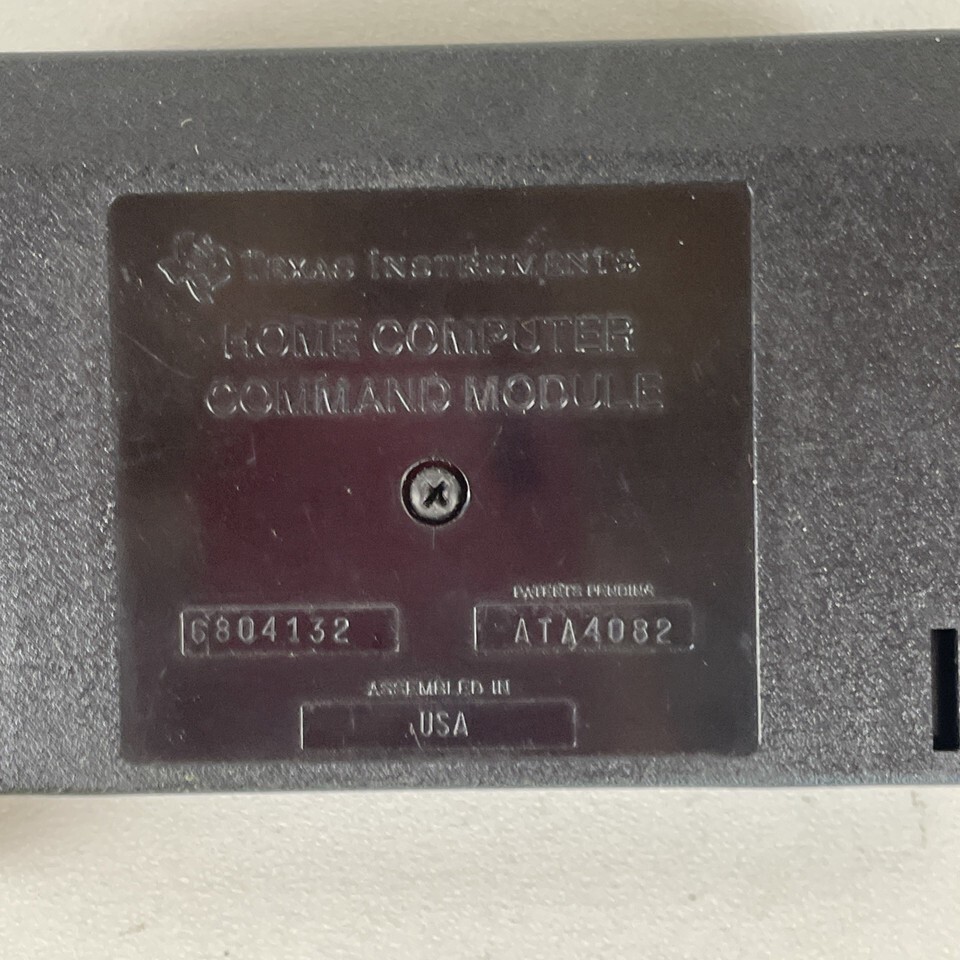 TEXAS INSTRUMENTS
HOME COMPUTER
COMMAND MODULE
PATENTS PENDING
6804132
ATA4082
ASSEMBLED IN
USA